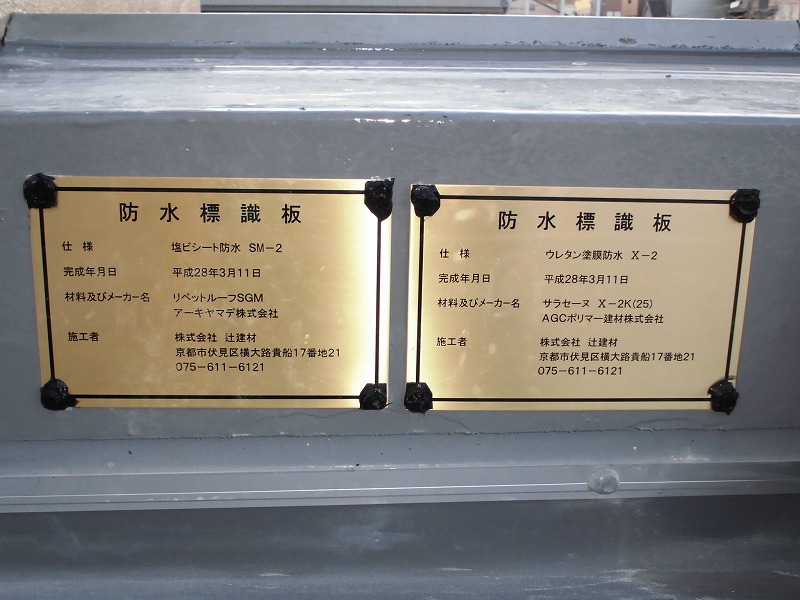 防水標識板
仕様 塩ビシート防水 SM-2
完成年月日 平成28年3月11日
材料及びメーカー名 リベットルーフSGM
アーキヤマデ株式会社
施工者 株式会社 辻建材
京都市伏見区横大路貴船17番地21
075-611-6121
防水標識板
仕様 ウレタン塗膜防水 X-2
完成年月日 平成28年3月11日
材料及びメーカー名 サラセーヌ X-2K(25)
AGCポリマー建材株式会社
施工者 株式会社 辻建材
京都市伏見区横大路貴船17番地21
075-611-6121